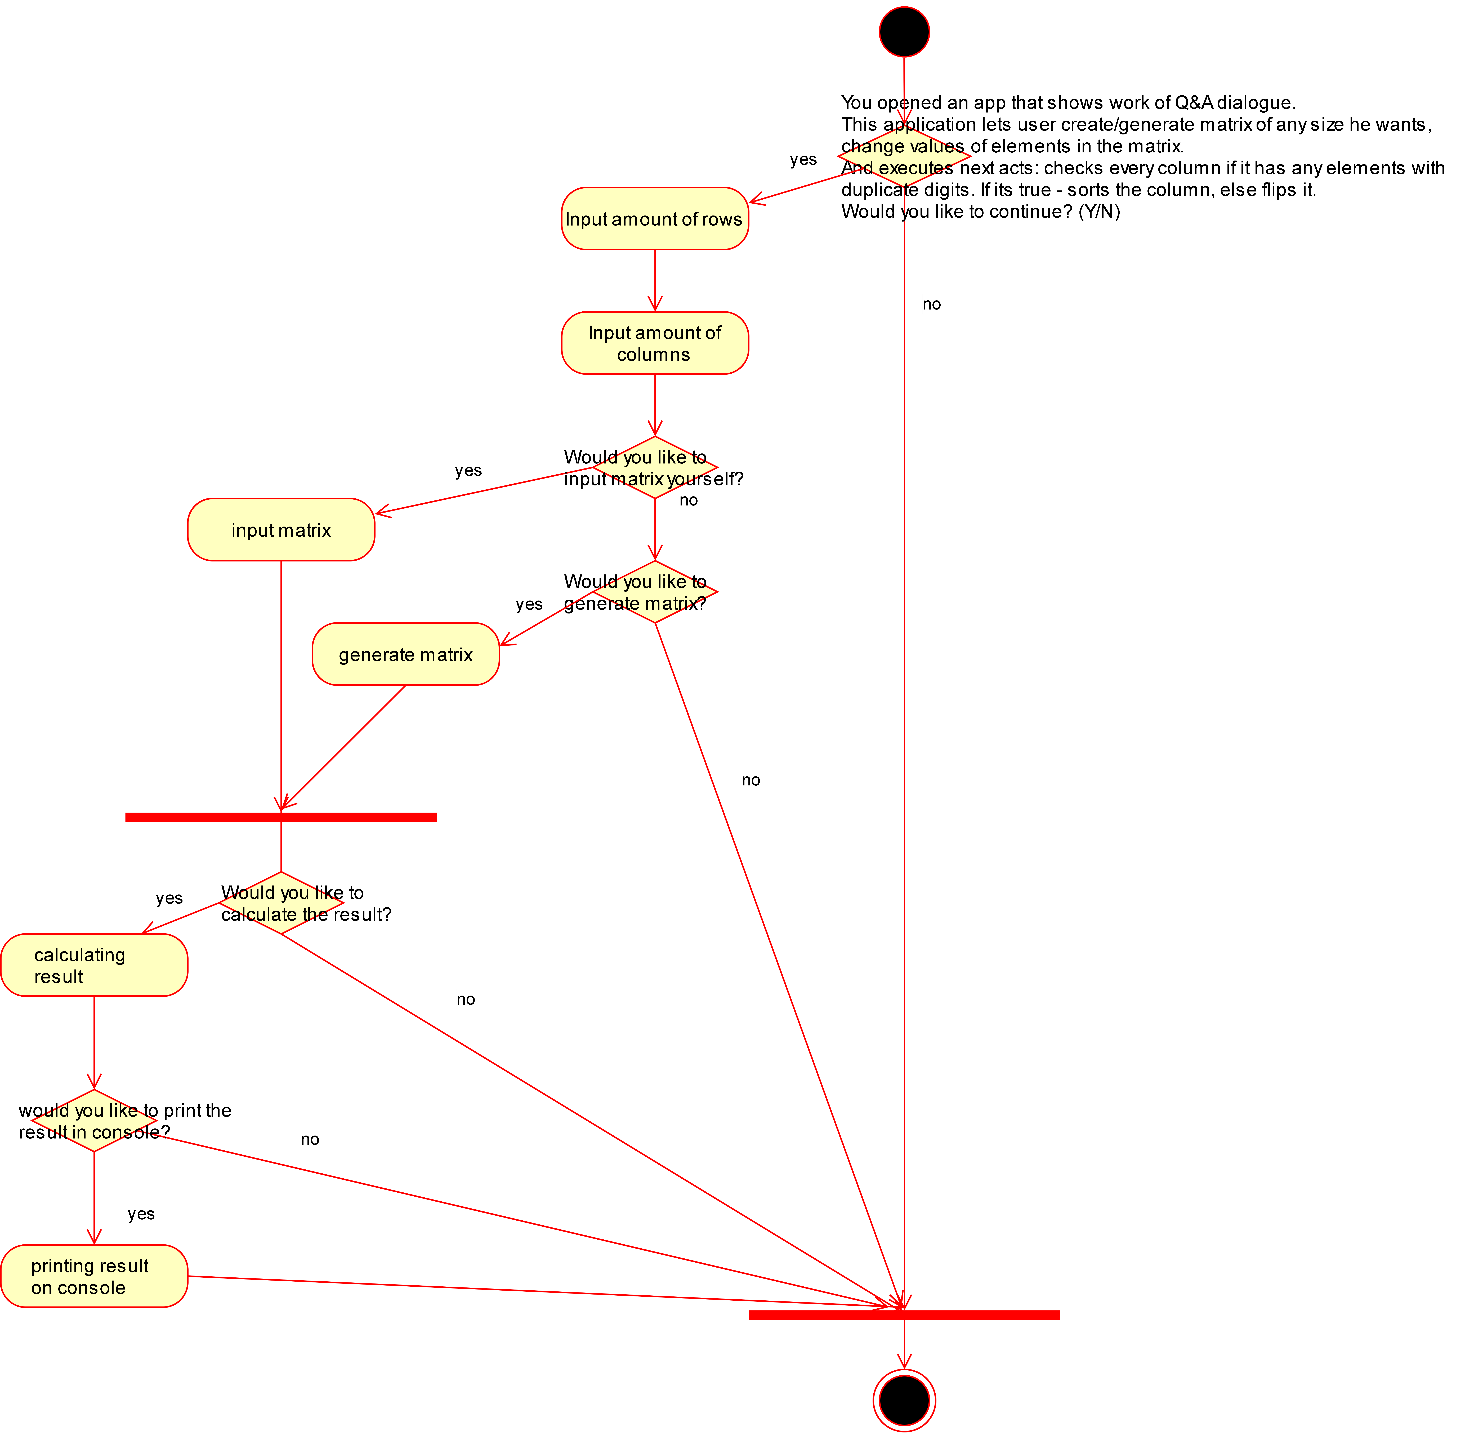 You opened an app that shows work of Q&A dialogue.
This application lets user create/generate matrix of any size he wants,
change values of elements in the matrix.
And executes next acts: checks every column if it has any elements with
duplicate digits. If its true - sorts the column, else flips it.
Would you like to continue? (Y/N)
yes
Input amount of rows
no
Input amount of
columns
Would you like to
input matrix yourself?
yes
no
input matrix
Would you like to
generate matrix?
yes
generate matrix
no
Would you like to
calculate the result?
yes
calculating
result
no
would you like to print the
result in console?
no
yes
printing result
on console